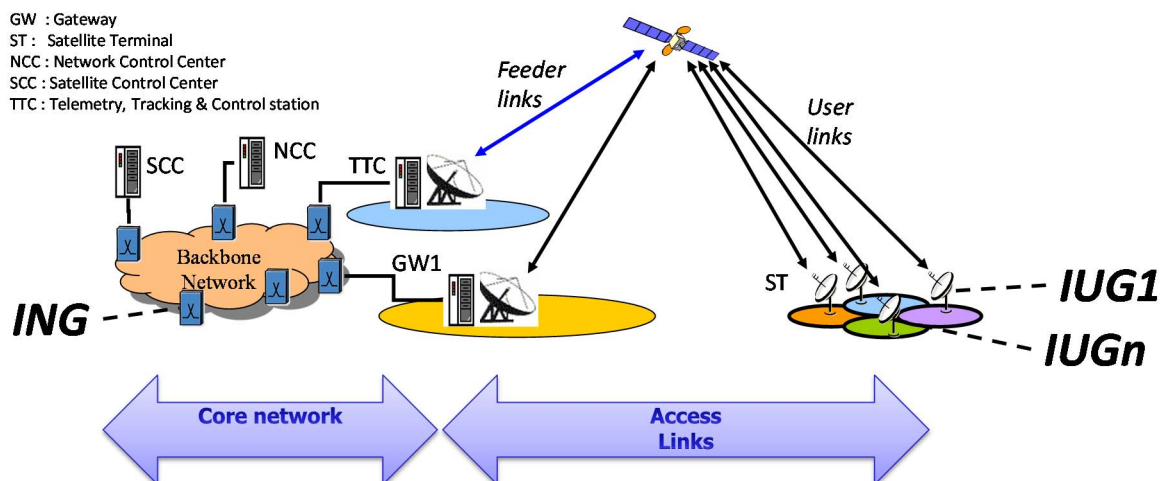 GW : Gateway
ST : Satellite Terminal
NCC : Network Control Center
SCC : Satellite Control Center
TTC : Telemetry, Tracking & Control station
Feeder
links
User
links
SCC
NCC
TTC
Backbone
Network
GW1
ST
ING
IUG1
IUGn
Core network
Access
Links